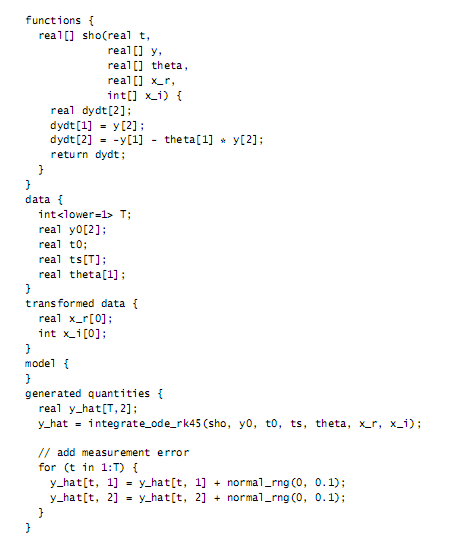 functions {
  real[] sho(real t,
             real[] y,
             real[] theta,
             real[] x_r,
             int[] x_i) {
    real dydt[2];
    dydt[1] = y[2];
    dydt[2] = -y[1] - theta[1] * y[2];
    return dydt;
  }
}
data {
  int<lower=1> T;
  real y0[2];
  real t0;
  real ts[T];
  real theta[1];
}
transformed data {
  real x_r[0];
  int x_i[0];
}
model {
}
generated quantities {
  real y_hat[T,2];
  y_hat = integrate_ode_rk45(sho, y0, t0, ts, theta, x_r, x_i);

  // add measurement error
  for (t in 1:T) {
    y_hat[t, 1] = y_hat[t, 1] + normal_rng(0, 0.1);
    y_hat[t, 2] = y_hat[t, 2] + normal_rng(0, 0.1);
  }
}